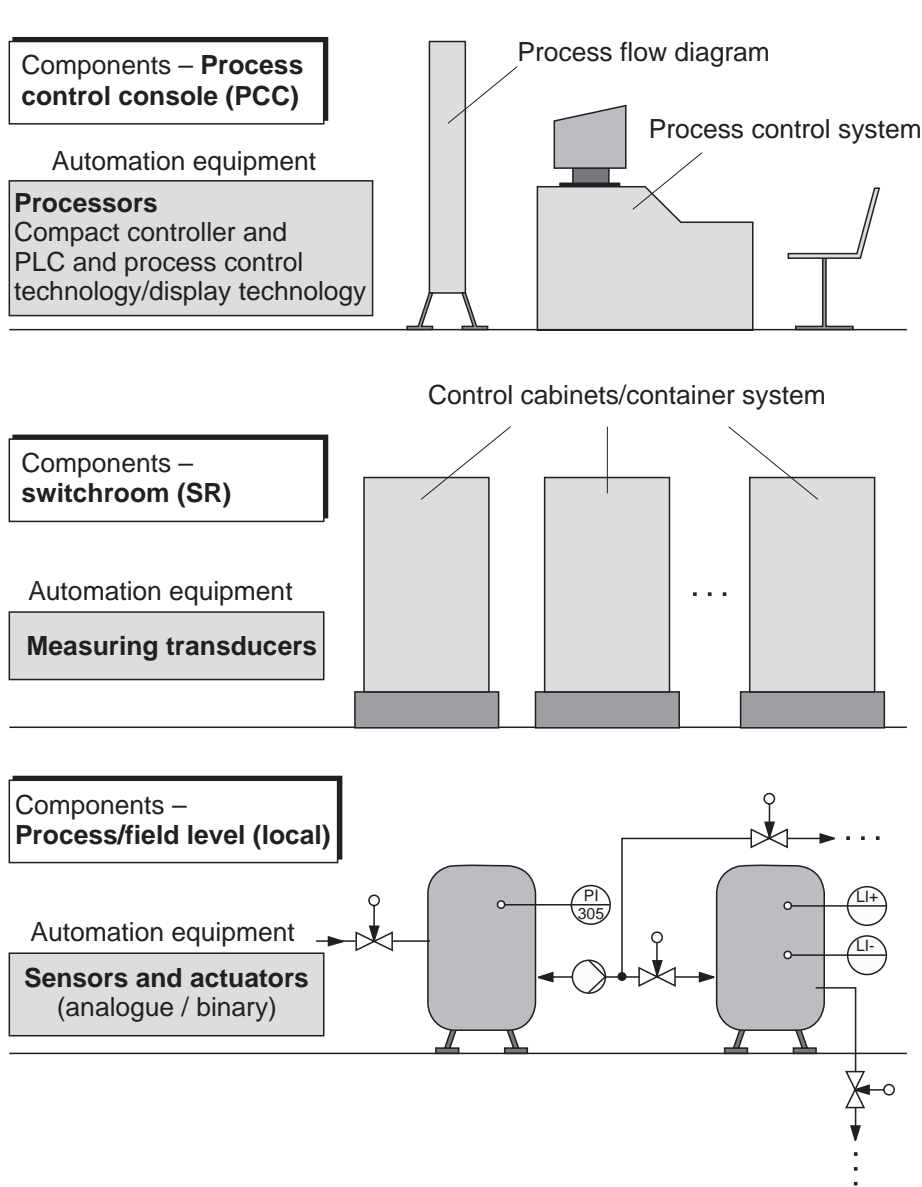 Components – Process
control console (PCC)
Process flow diagram
Process control system
Automation equipment
Processors
Compact controller and
PLC and process control
technology/display technology
Control cabinets/container system
Components –
switchroom (SR)
. . .
Automation equipment
Measuring transducers
Components –
Process/field level (local)
. . .
PI
305
LI+
LI-
Automation equipment
Sensors and actuators
(analogue / binary)